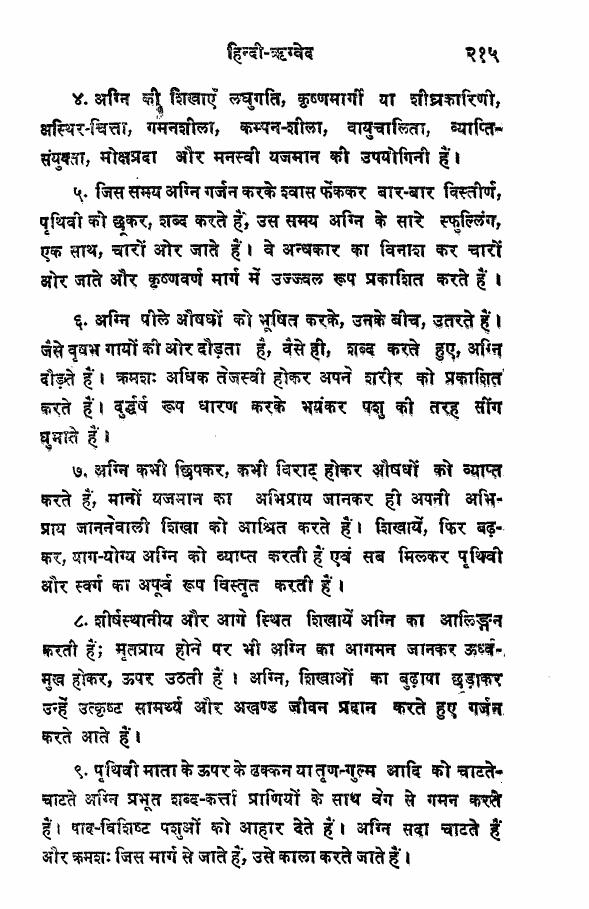 हिन्दी-ऋग्वेद २१५
४. अग्नि की शिखाएँ लघुगति, कृष्णमार्गी या शीघ्रकारिणी,
अस्थिर-चित्ता, गमनशीला, कम्पन-शीला, वायुचालिता, व्याप्ति-
संयुक्ता, मोक्षप्रदा और मनस्वी यजमान की उपयोगिनी हैं।
५. जिस समय अग्नि गर्जन करके श्वास फेंककर बार-बार विस्तीर्ण,
पृथिवी को छूकर, शब्द करते हैं, उस समय अग्नि के सारे स्फुल्लिंग,
एक साथ, चारों ओर जाते हैं। वे अन्धकार का विनाश कर चारों
ओर जाते और कृष्णवर्ण मार्ग में उज्ज्वल रूप प्रकाशित करते हैं।
६. अग्नि पीले औषधों को भूषित करके, उनके बीच, उतरते हैं।
जैसे वृषभ गायों की ओर दौड़ता है, वैसे ही, शब्द करते हुए, अग्नि
दौड़ते हैं। क्रमशः अधिक तेजस्वी होकर अपने शरीर को प्रकाशित
करते हैं। दुर्द्धर्ष रूप धारण करके भयंकर पशु की तरह सींग
घुमाते हैं।
७. अग्नि कभी छिपकर, कभी विराट् होकर औषधों को व्याप्त
करते हैं, मानों यजमान का अभिप्राय जानकर ही अपनी अभि-
प्राय जाननेवाली शिखा को आश्रित करते हैं। शिखायें, फिर बढ़-
कर, याग-योग्य अग्नि को व्याप्त करती हैं एवं सब मिलकर पृथिवी
और स्वर्ग का अपूर्व रूप विस्तृत करती हैं।
८. शीर्षस्थानीय और आगे स्थित शिखायें अग्नि का आलिङ्गन
करती हैं; मृतप्राय होने पर भी अग्नि का आगमन जानकर ऊर्ध्व-
मुख होकर, ऊपर उठती हैं। अग्नि, शिखाओं का बुढ़ापा छुड़ाकर
उन्हें उत्कृष्ट सामर्थ्य और अखण्ड जीवन प्रदान करते हुए गर्जन
करते आते हैं।
९. पृथिवी माता के ऊपर के ढक्कन या तृण-गुल्म आदि को चाटते-
चाटते अग्नि प्रभूत शब्द-कर्त्ता प्राणियों के साथ वेग से गमन करते
हैं। पाद-विशिष्ट पशुओं को आहार देते हैं। अग्नि सदा चाटते हैं
और क्रमशः जिस मार्ग से जाते हैं, उसे काला करते जाते हैं।